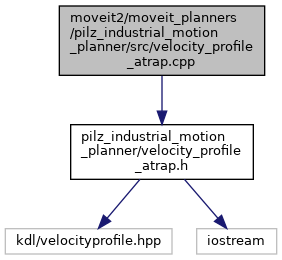 moveit2/moveit_planners
/pilz_industrial_motion
_planner/src/velocity_profile
_atrap.cpp
pilz_industrial_motion
_planner/velocity_profile
_atrap.h
kdl/velocityprofile.hpp
iostream